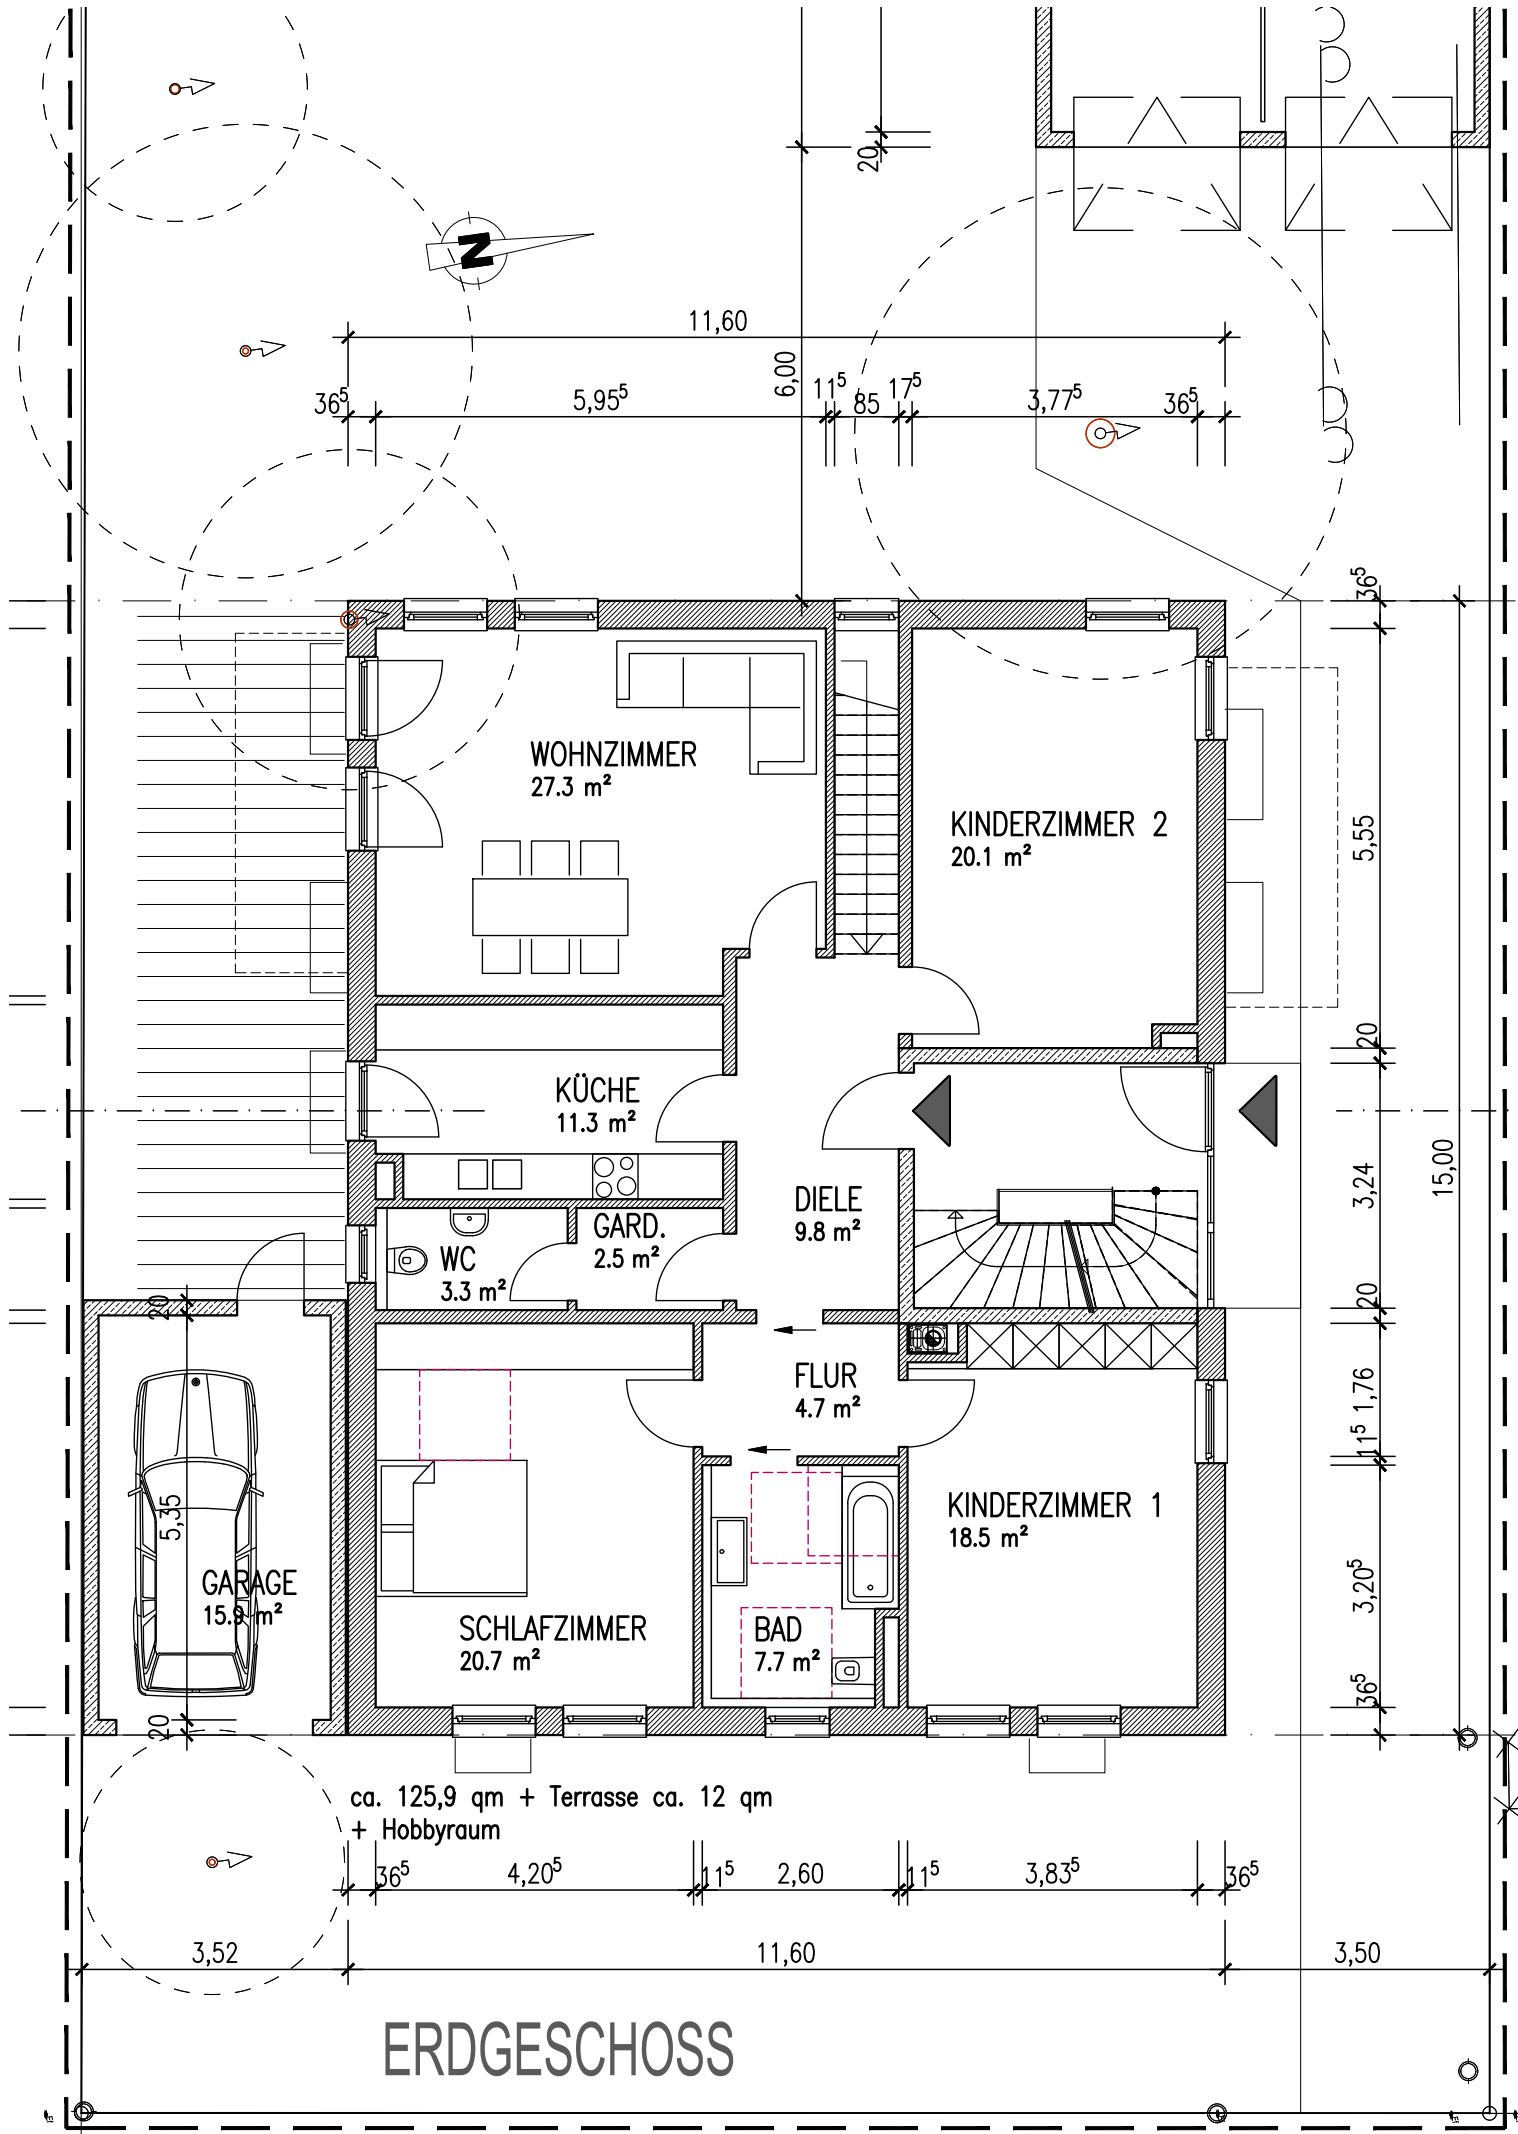 20
N
11,60
6,00
36⁵
5,95⁵
11⁵
85
17⁵
3,77⁵
36⁵
36⁵
WOHNZIMMER
27.3 m²
KINDERZIMMER 2
20.1 m²
5,55
20
KÜCHE
11.3 m²
15,00
3,24
DIELE
9.8 m²
GARD.
2.5 m²
WC
3.3 m²
20
20
FLUR
4.7 m²
1,76
11⁵
5,35
KINDERZIMMER 1
18.5 m²
GARAGE
15.9 m²
3,20⁵
SCHLAFZIMMER
20.7 m²
BAD
7.7 m²
36⁵
20
ca. 125,9 qm + Terrasse ca. 12 qm
+ Hobbyraum
36⁵
4,20⁵
11⁵
2,60
11⁵
3,83⁵
36⁵
3,52
11,60
3,50
ERDGESCHOSS